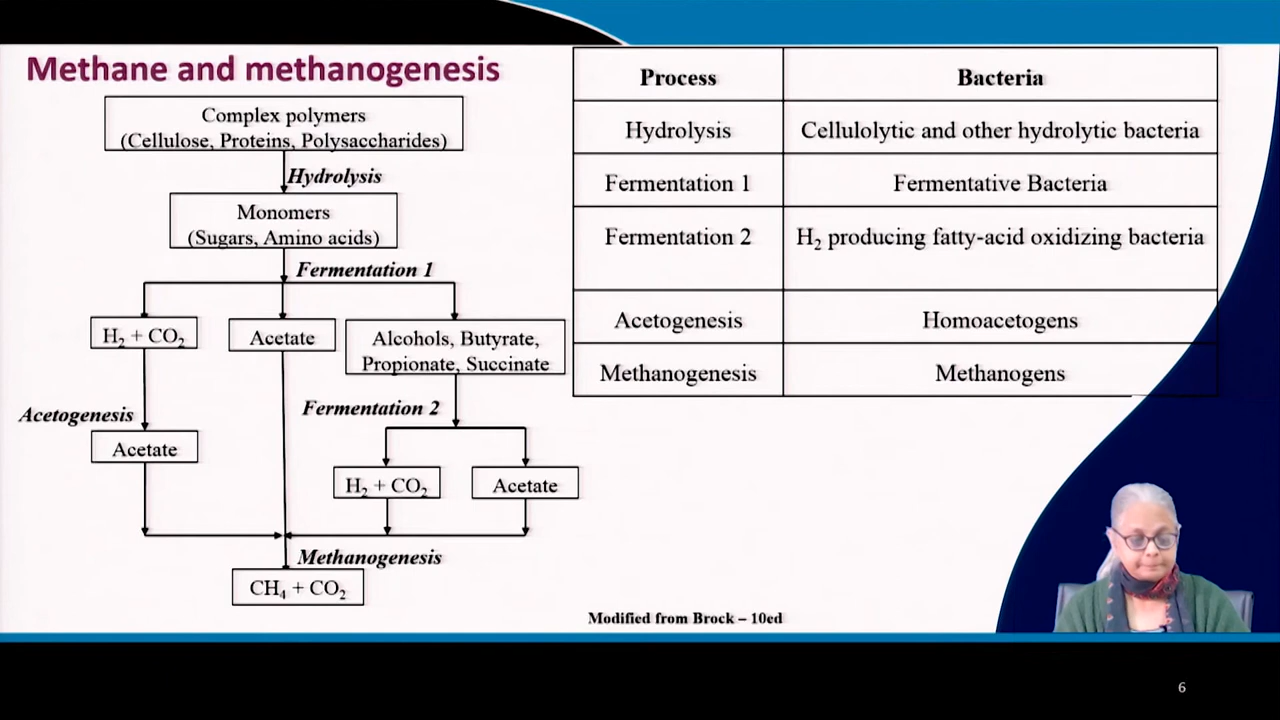 Methane and methanogenesis
Complex polymers
(Cellulose, Proteins, Polysaccharides)
Hydrolysis
Monomers
(Sugars, Amino acids)
Fermentation 1
H₂ + CO₂
Acetate
Alcohols, Butyrate,
Propionate, Succinate
Acetogenesis
Fermentation 2
Acetate
H₂ + CO₂
Acetate
Methanogenesis
CH₄ + CO₂
Process Bacteria
Hydrolysis Cellulolytic and other hydrolytic bacteria
Fermentation 1 Fermentative Bacteria
Fermentation 2 H₂ producing fatty-acid oxidizing bacteria
Acetogenesis Homoacetogens
Methanogenesis Methanogens
Modified from Brock – 10ed
6